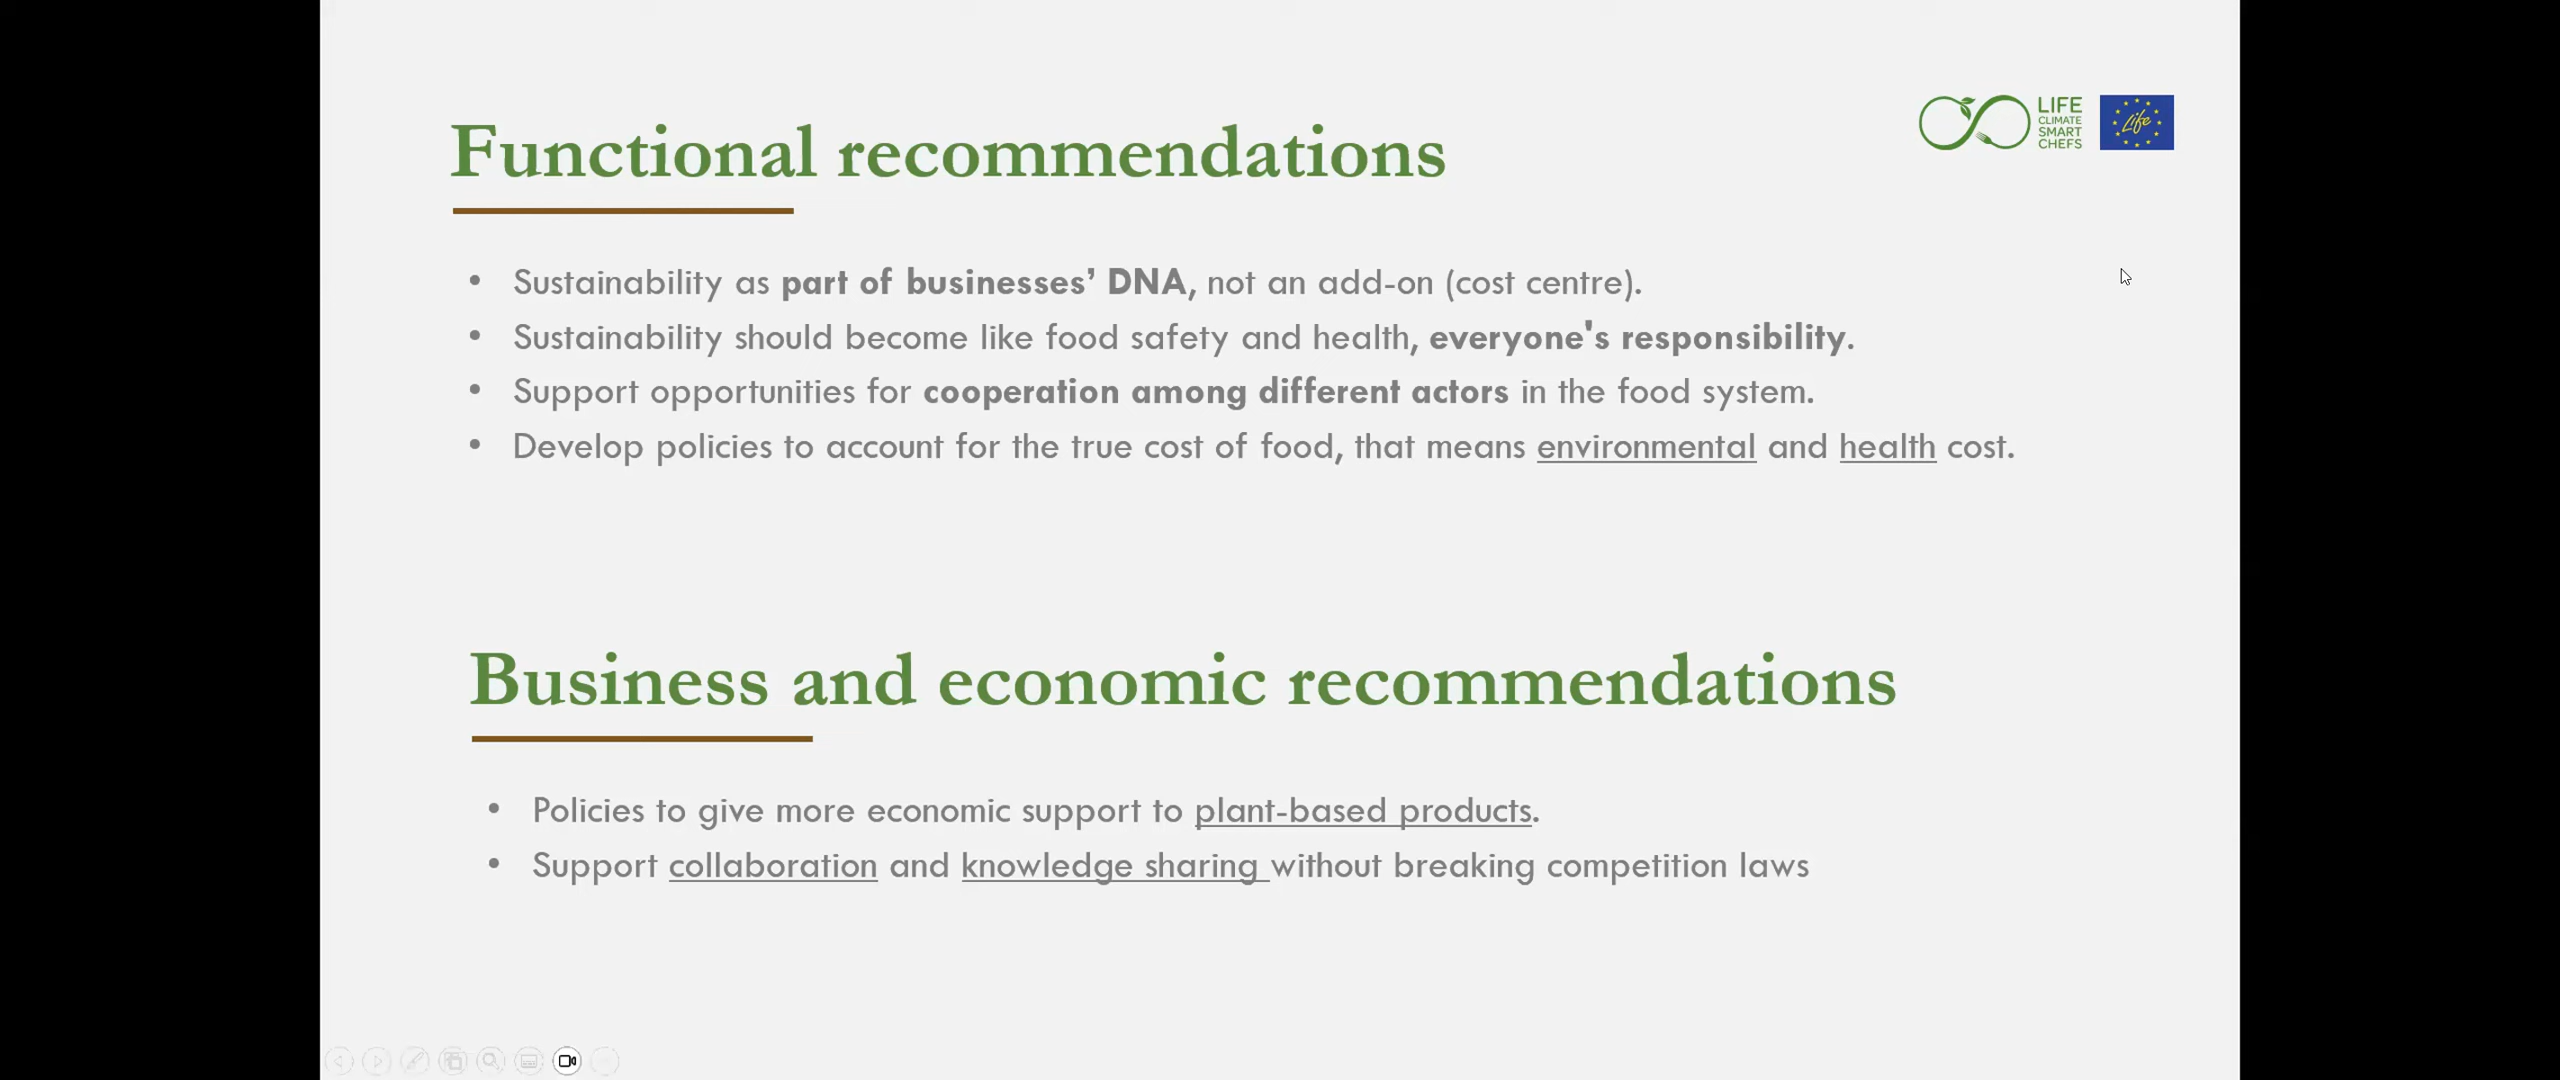 Functional recommendations
LIFE
CLIMATE
SMART
CHEFS
Life
• Sustainability as part of businesses’ DNA, not an add-on (cost centre).
• Sustainability should become like food safety and health, everyone's responsibility.
• Support opportunities for cooperation among different actors in the food system.
• Develop policies to account for the true cost of food, that means environmental and health cost.
Business and economic recommendations
• Policies to give more economic support to plant-based products.
• Support collaboration and knowledge sharing without breaking competition laws